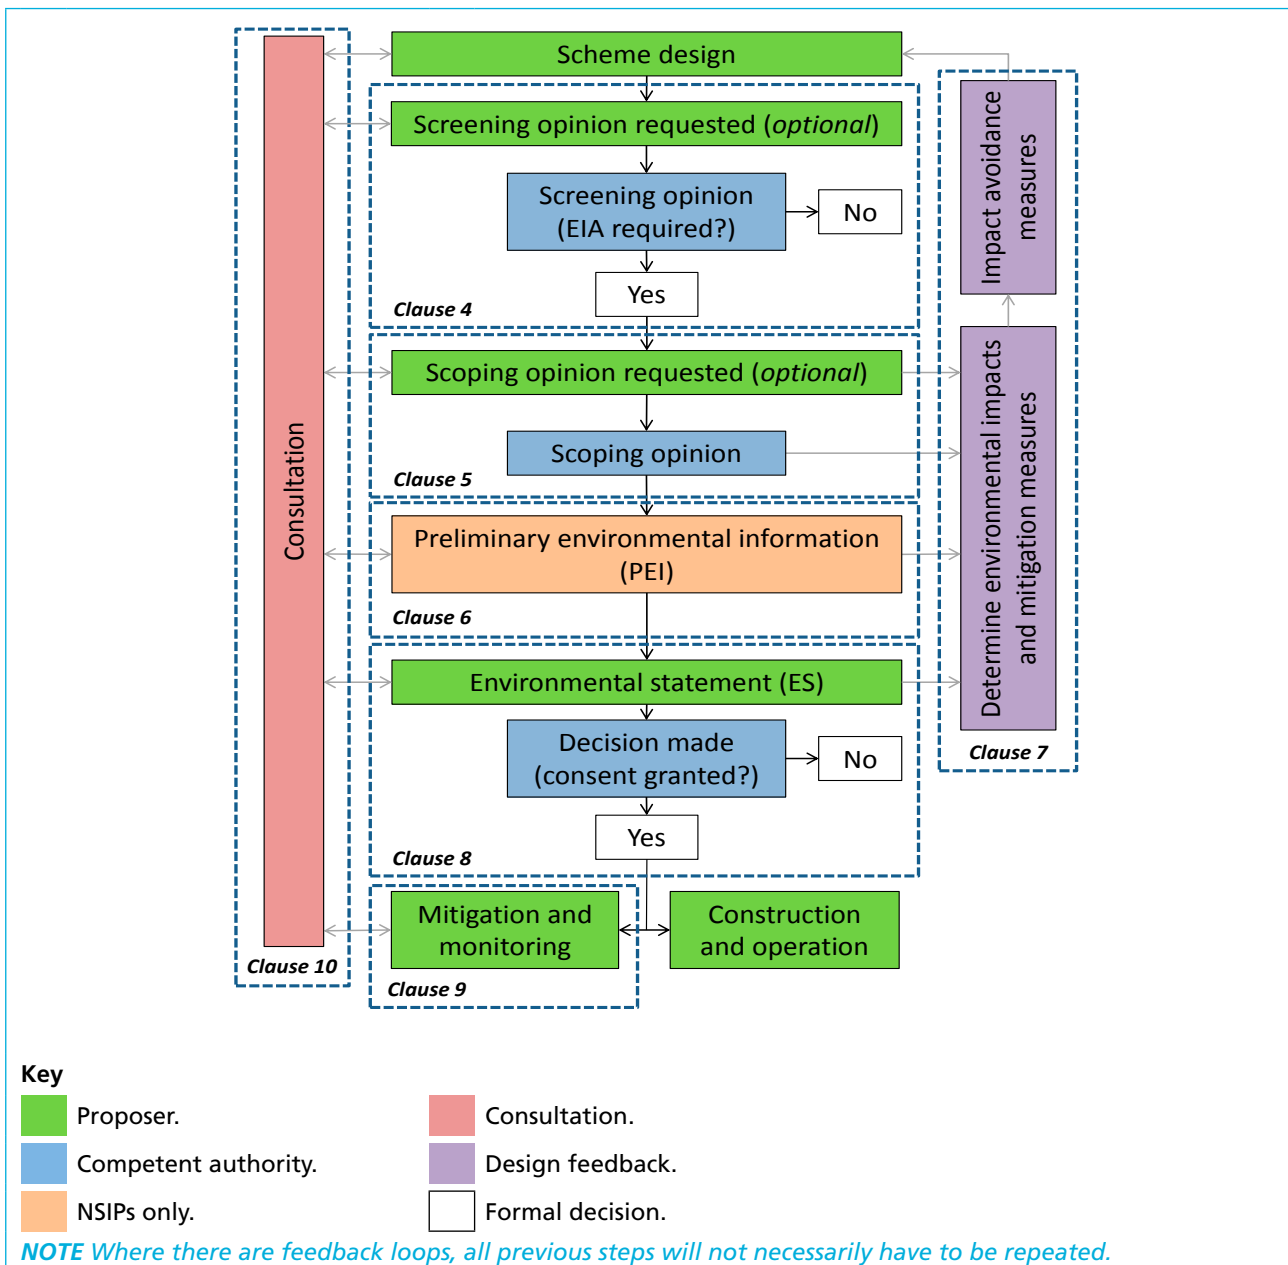 Scheme design
Screening opinion requested (optional)
Screening opinion
(EIA required?)
No
Yes
Clause 4
Scoping opinion requested (optional)
Scoping opinion
Clause 5
Preliminary environmental information
(PEI)
Clause 6
Environmental statement (ES)
Decision made
(consent granted?)
No
Yes
Clause 8
Mitigation and
monitoring
Clause 9
Construction
and operation
Consultation
Clause 10
Impact avoidance
measures
Determine environmental impacts
and mitigation measures
Clause 7
Key
Proposer.
Consultation.
Competent authority.
Design feedback.
NSIPs only.
Formal decision.
NOTE Where there are feedback loops, all previous steps will not necessarily have to be repeated.